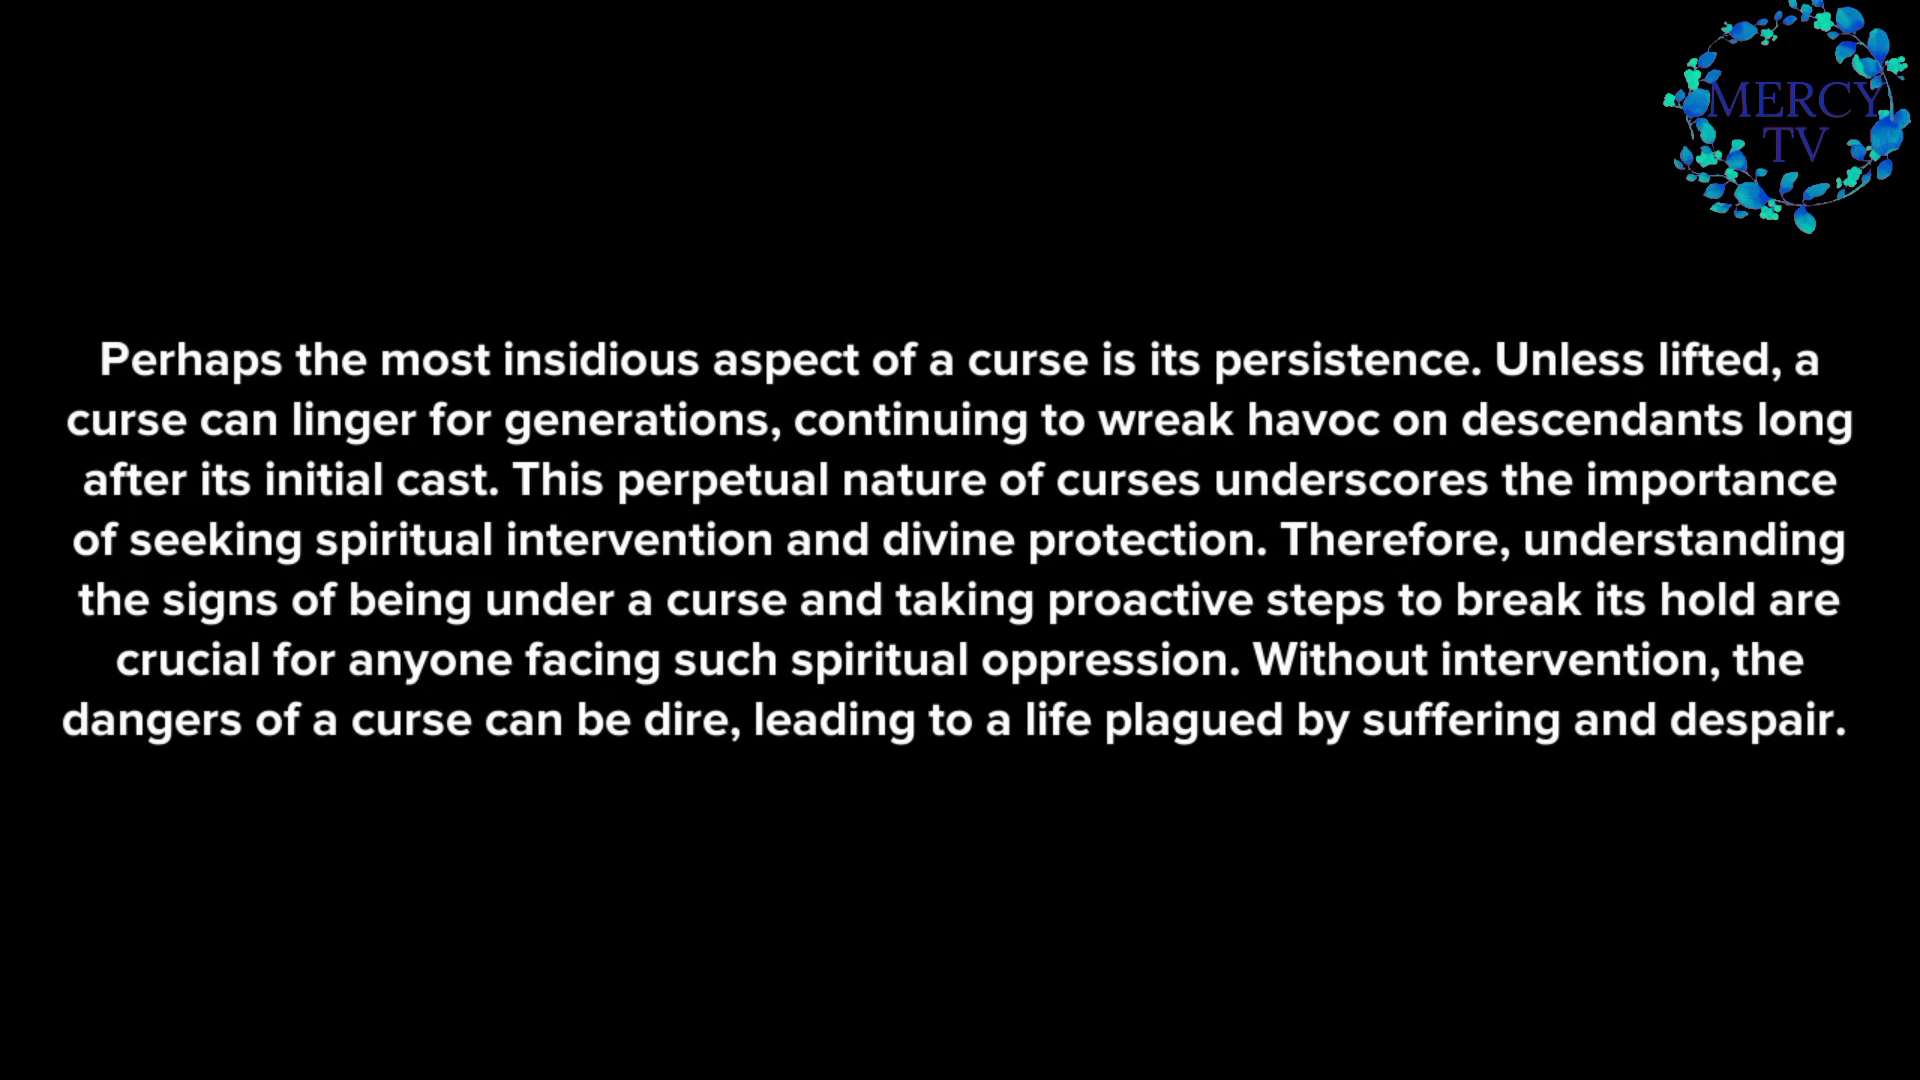 MERCY
TV
Perhaps the most insidious aspect of a curse is its persistence. Unless lifted, a
curse can linger for generations, continuing to wreak havoc on descendants long
after its initial cast. This perpetual nature of curses underscores the importance
of seeking spiritual intervention and divine protection. Therefore, understanding
the signs of being under a curse and taking proactive steps to break its hold are
crucial for anyone facing such spiritual oppression. Without intervention, the
dangers of a curse can be dire, leading to a life plagued by suffering and despair.